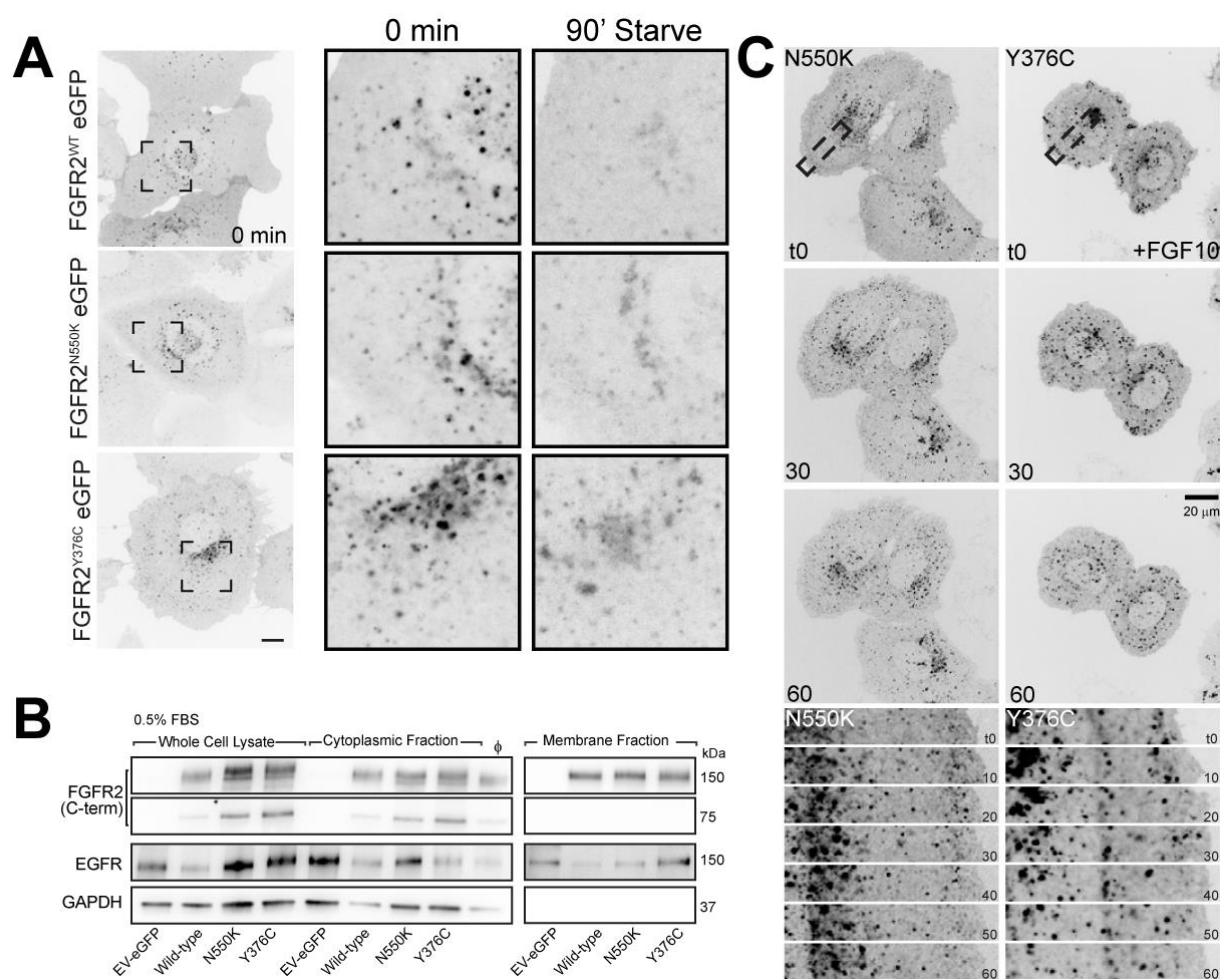 A
0 min
90’ Starve
FGFR2WT eGFP
0 min
FGFR2N550K eGFP
FGFR2Y376C eGFP
B
0.5% FBS
Whole Cell Lysate
Cytoplasmic Fraction
ϕ
Membrane Fraction
kDa
FGFR2
(C-term)
150
75
EGFR
150
GAPDH
37
EV-eGFP
Wild-type
N550K
Y376C
EV-eGFP
Wild-type
N550K
Y376C
EV-eGFP
Wild-type
N550K
Y376C
C
N550K
Y376C
t0
t0
+FGF10
30
30
20 μm
60
60
N550K
Y376C
t0
t0
10
10
20
20
30
30
40
40
50
50
60
60